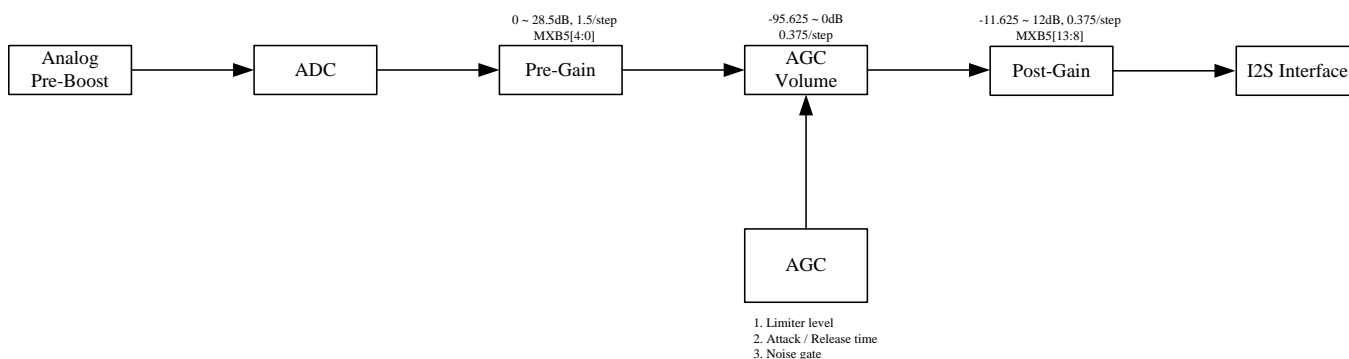 0 ~ 28.5dB, 1.5/step
MXB5[4:0]
-95.625 ~ 0dB
0.375/step
-11.625 ~ 12dB, 0.375/step
MXB5[13:8]
Analog
Pre-Boost
ADC
Pre-Gain
AGC
Volume
Post-Gain
I2S Interface
AGC
1. Limiter level
2. Attack / Release time
3. Noise gate